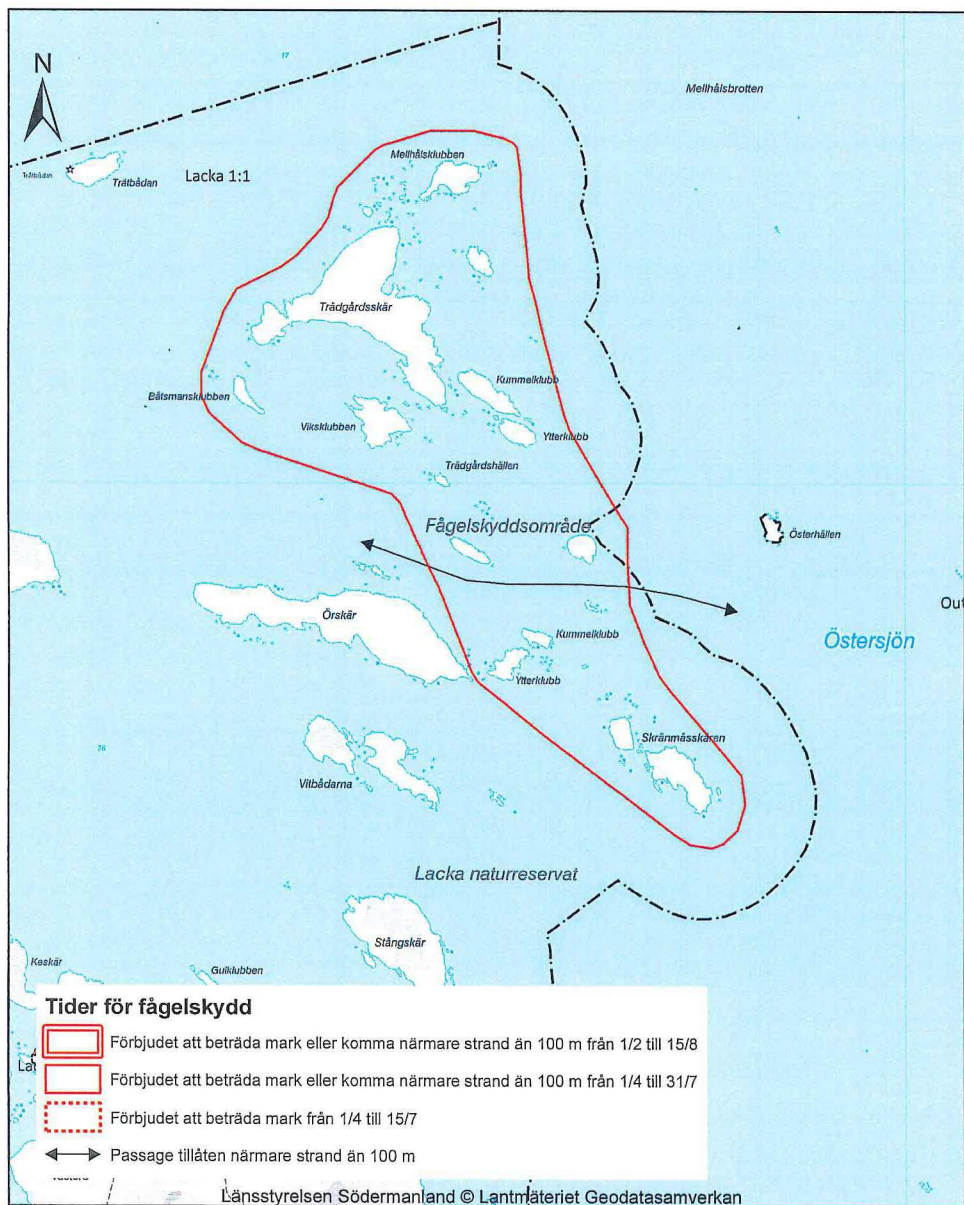 17
Mellhålsbrotten
N
Mellhålsklubben
Trätbådan
Trätbådan
Lacka 1:1
Trädgårdsskär
Båtsmansklubben
Kummelklubb
Viksklubben
Ytterklubb
Trädgårdshällen
Fågelskyddsområde
Österhällen
Örskär
Out
Kummelklubb
Östersjön
Ytterklubb
Skränmåsskären
26
Vitbådarna
Lacka naturreservat
Stångskär
Keskär
Gulklubben
Tider för fågelskydd
Förbjudet att beträda mark eller komma närmare strand än 100 m från 1/2 till 15/8
Förbjudet att beträda mark eller komma närmare strand än 100 m från 1/4 till 31/7
Förbjudet att beträda mark från 1/4 till 15/7
Passage tillåten närmare strand än 100 m
Länsstyrelsen Södermanland © Lantmäteriet Geodatasamverkan